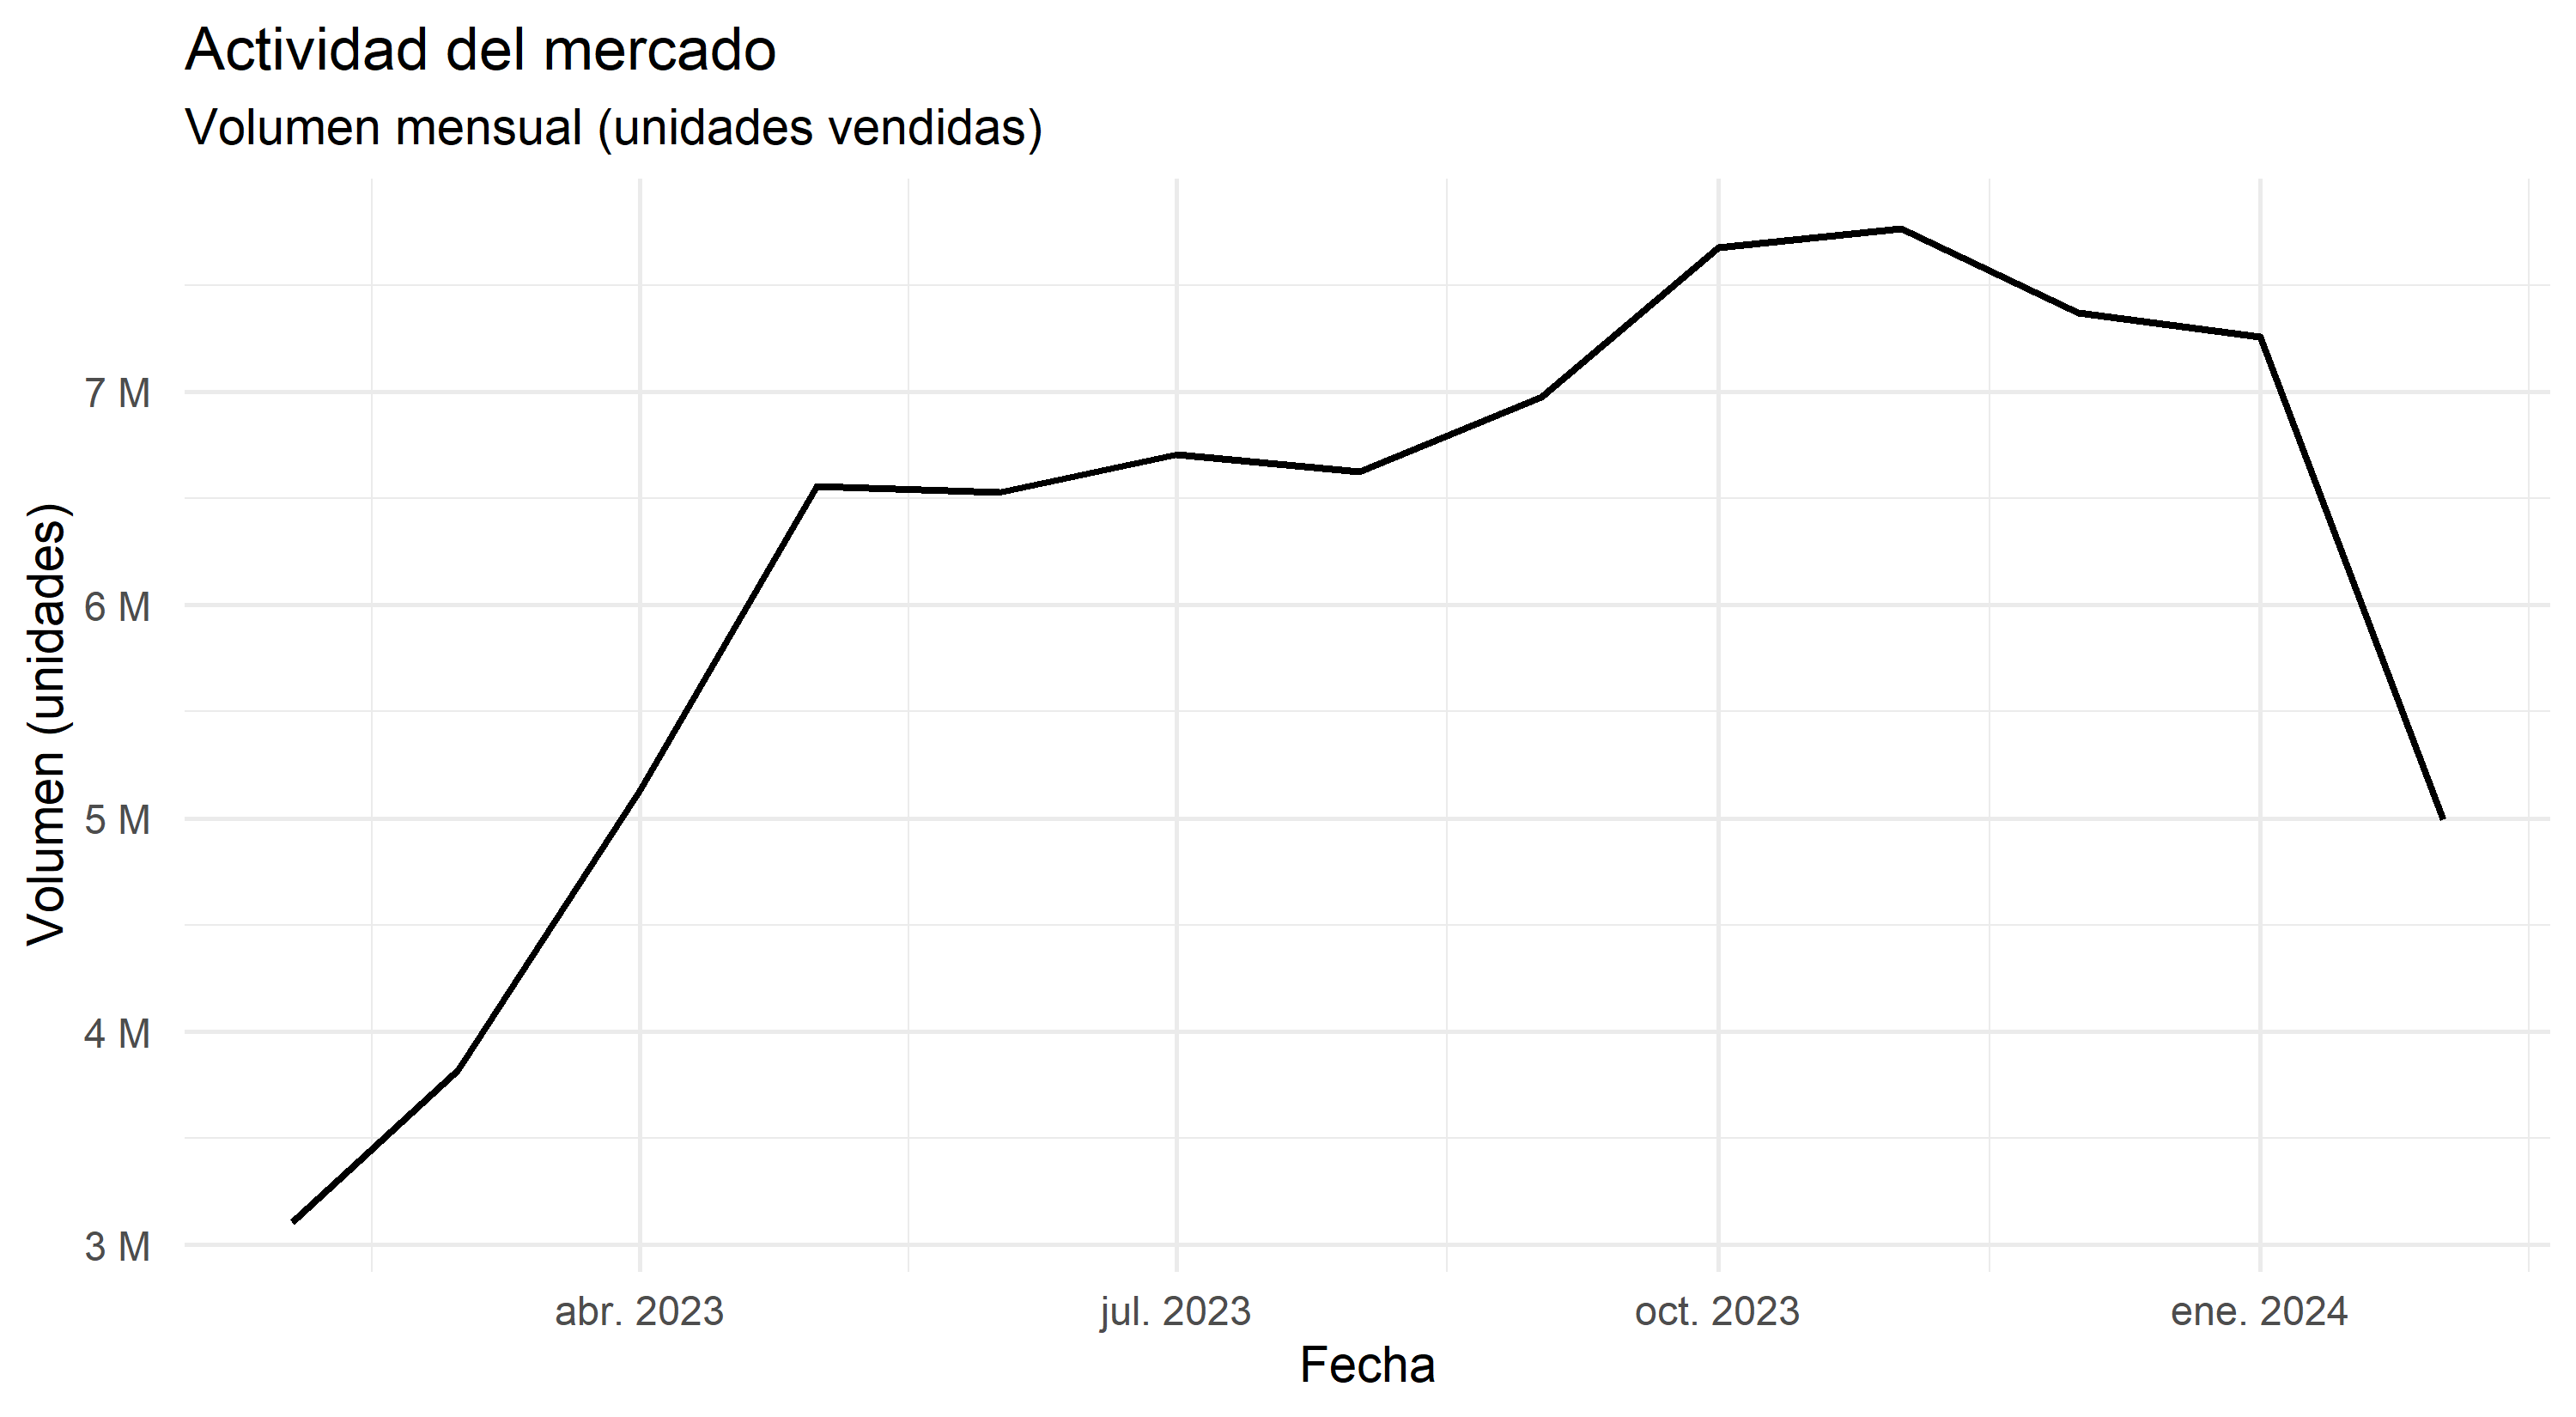 Actividad del mercado
Volumen mensual (unidades vendidas)
Volumen (unidades)
7 M
6 M
5 M
4 M
3 M
abr. 2023
jul. 2023
oct. 2023
ene. 2024
Fecha